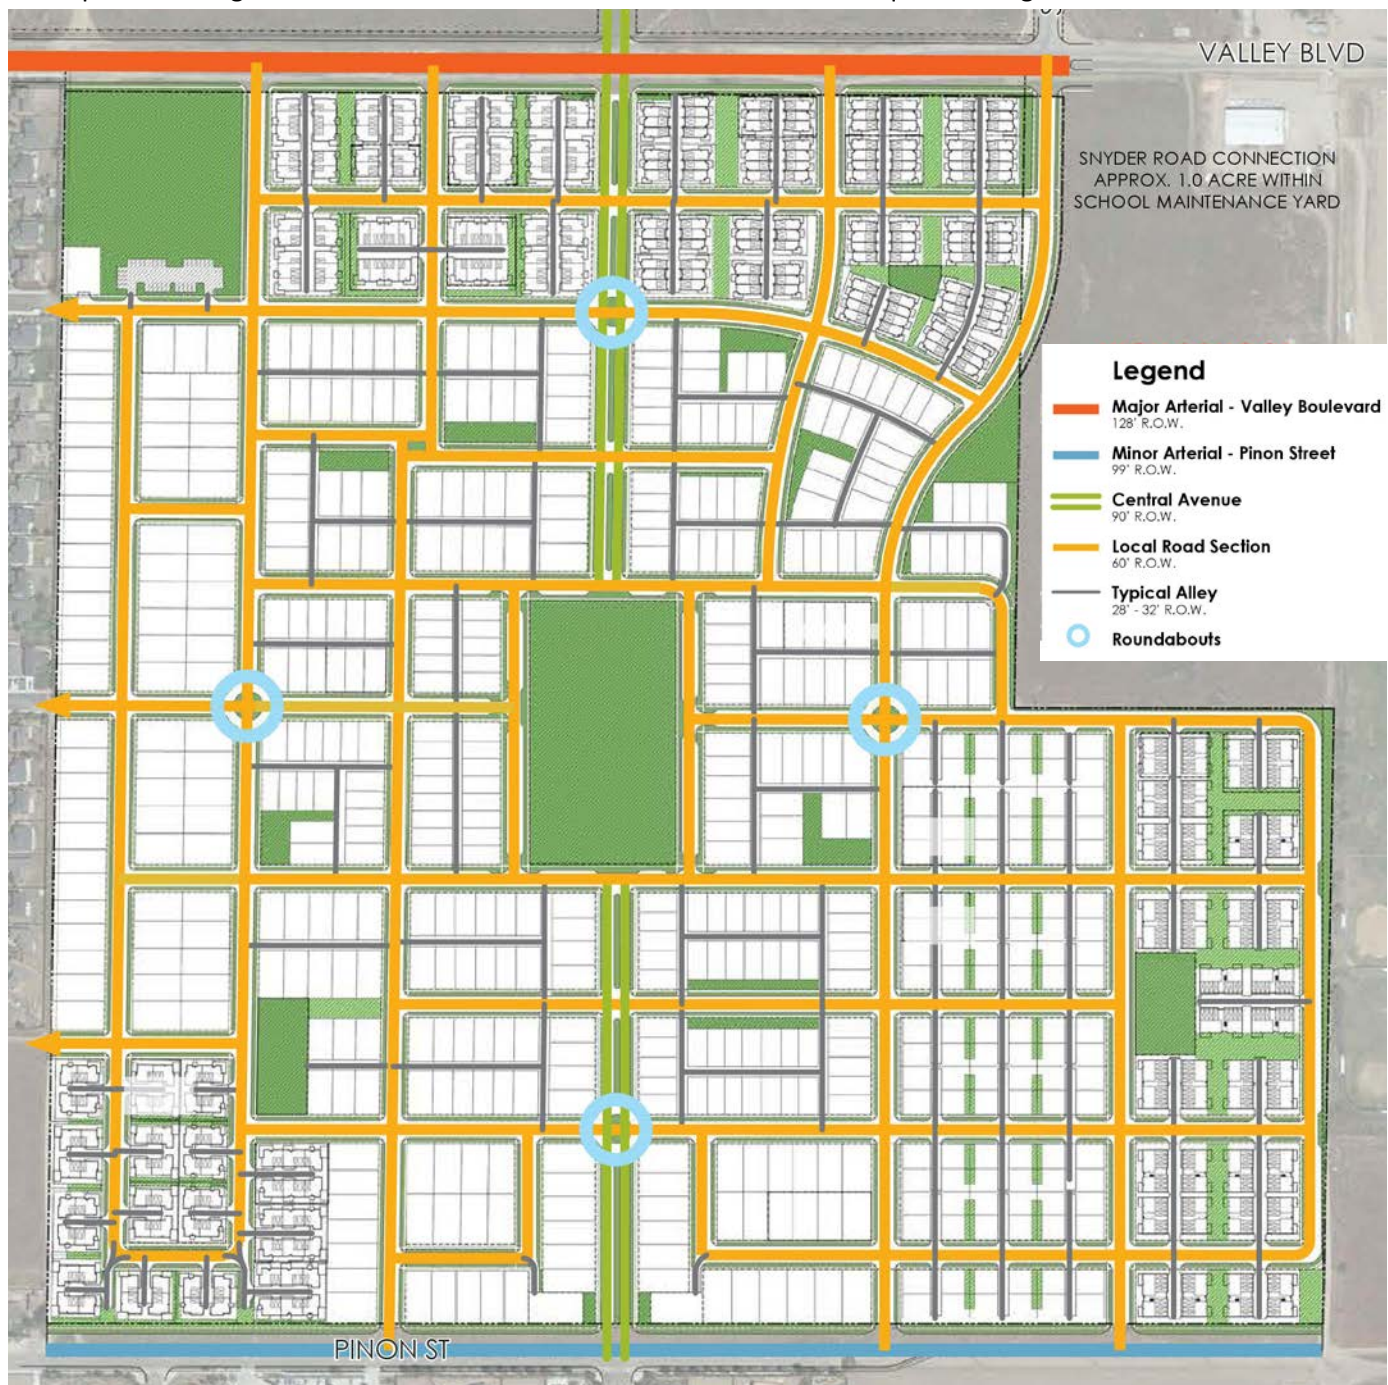 VALLEY BLVD
SNYDER ROAD CONNECTION
APPROX. 1.0 ACRE WITHIN
SCHOOL MAINTENANCE YARD
Legend
Major Arterial - Valley Boulevard
128' R.O.W.
Minor Arterial - Pinon Street
99' R.O.W.
Central Avenue
90' R.O.W.
Local Road Section
60' R.O.W.
Typical Alley
28' - 32' R.O.W.
Roundabouts
PINON ST